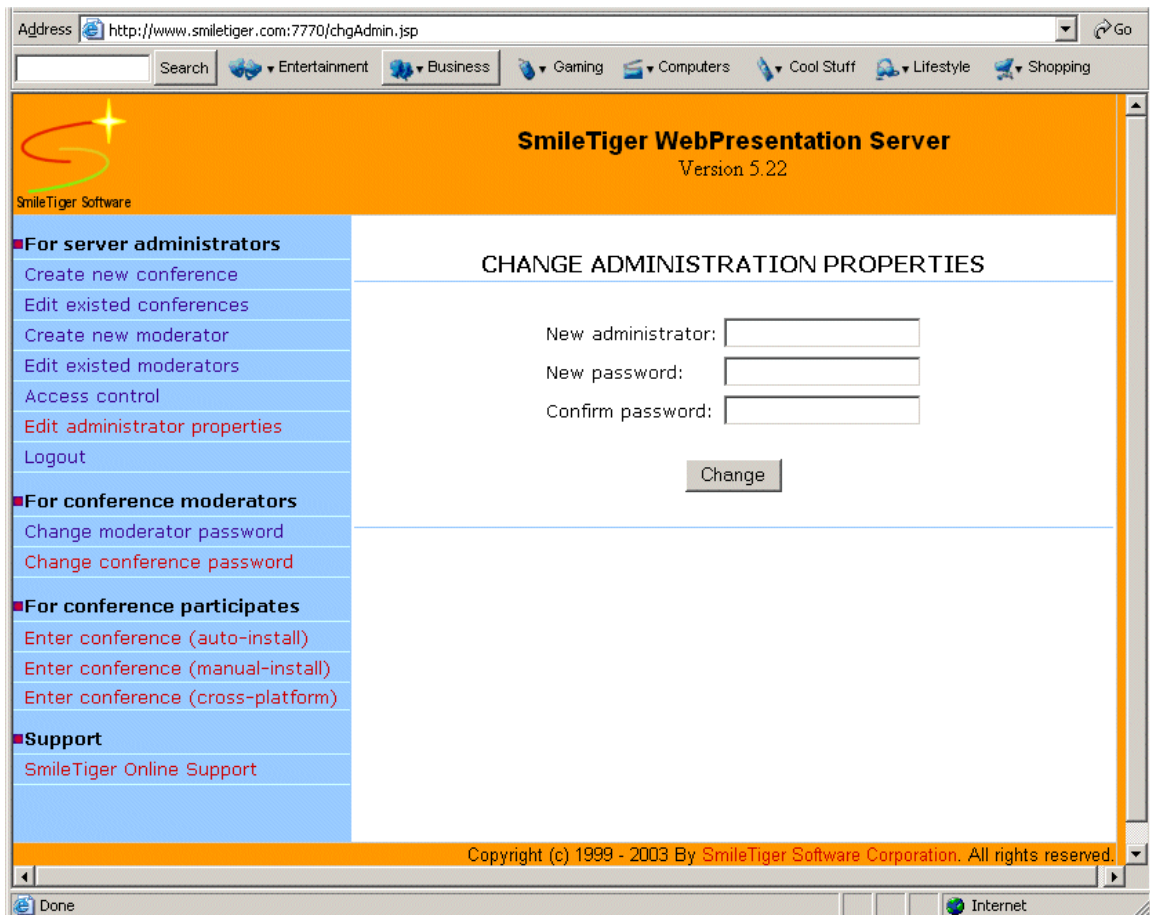 Address http://www.smiletiger.com:7770/chgAdmin.jsp Go
Search Entertainment Business Gaming Computers Cool Stuff Lifestyle Shopping
SmileTiger Software
SmileTiger WebPresentation Server
Version 5.22
For server administrators
Create new conference
Edit existed conferences
Create new moderator
Edit existed moderators
Access control
Edit administrator properties
Logout
For conference moderators
Change moderator password
Change conference password
For conference participates
Enter conference (auto-install)
Enter conference (manual-install)
Enter conference (cross-platform)
Support
SmileTiger Online Support
CHANGE ADMINISTRATION PROPERTIES
New administrator:
New password:
Confirm password:
Change
Copyright (c) 1999 - 2003 By SmileTiger Software Corporation. All rights reserved.
Done Internet